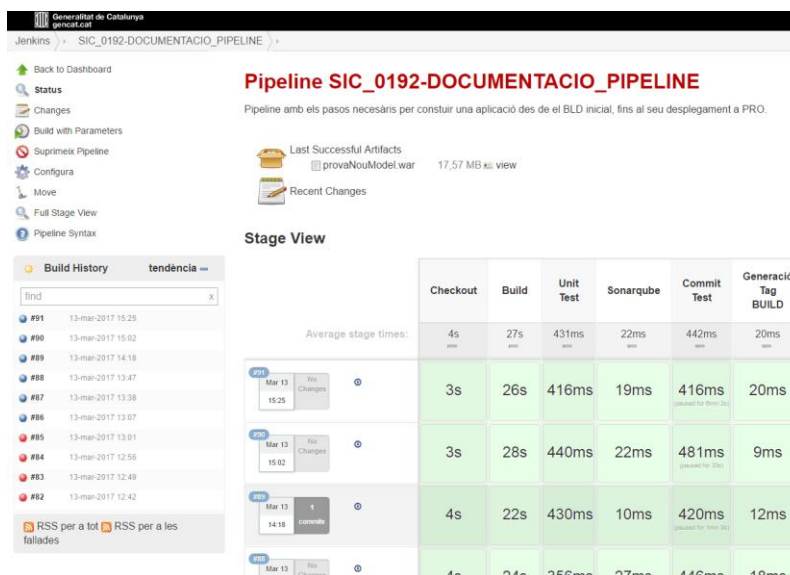 Generalitat de Catalunya
gencat.cat
Jenkins SIC_0192-DOCUMENTACIO_PIPELINE
Back to Dashboard
Status
Changes
Build with Parameters
Suprimeix Pipeline
Configura
Move
Full Stage View
Pipeline Syntax
Build History tendència
find x
#91 13-mar-2017 15:25
#90 13-mar-2017 15:02
#89 13-mar-2017 14:18
#88 13-mar-2017 13:47
#87 13-mar-2017 13:38
#86 13-mar-2017 13:07
#85 13-mar-2017 13:01
#84 13-mar-2017 12:56
#83 13-mar-2017 12:49
#82 13-mar-2017 12:42
RSS per a tot RSS per a les
fallades
Pipeline SIC_0192-DOCUMENTACIO_PIPELINE
Pipeline amb els pasos necesàris per constuir una aplicació des de el BLD inicial, fins al seu desplegament a PRO.
Last Successful Artifacts
provaNouModel.war 17,57 MB view
Recent Changes
Stage View
Checkout Build Unit Test Sonarqube Commit Test Generació Tag BUILD
Average stage times: 4s 27s 431ms 22ms 442ms 20ms
#91
Mar 13 No Changes
15:25
3s 26s 416ms 19ms 416ms 20ms
#90
Mar 13 No Changes
15:02
3s 28s 440ms 22ms 481ms 9ms
#89
Mar 13 1 commits
14:18
4s 22s 430ms 10ms 420ms 12ms
#88
Mar 13 No Changes
4s 24s 356ms 27ms 446ms 18ms